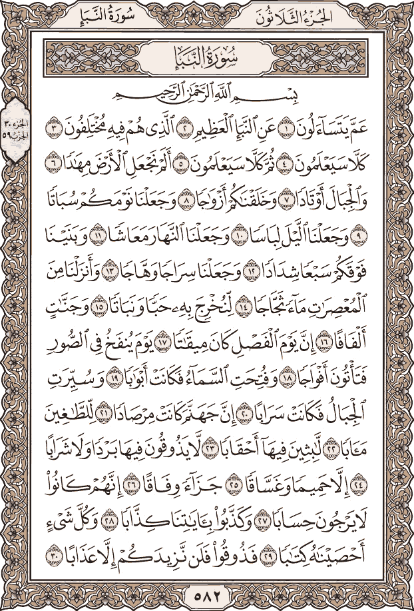 الجزء الثلاثون سورة النبإ
سُورَةُ النَّبَإِ
بِسْمِ اللَّهِ الرَّحْمَٰنِ الرَّحِيمِ
عَمَّ يَتَسَآءَلُونَ ١ عَنِ ٱلنَّبَإِ ٱلْعَظِيمِ ٢ ٱلَّذِى هُمْ فِيهِ مُخْتَلِفُونَ ٣
كَلَّا سَيَعْلَمُونَ ٤ ثُمَّ كَلَّا سَيَعْلَمُونَ ٥ أَلَمْ نَجْعَلِ ٱلْأَرْضَ مِهَٰدًا ٦
وَٱلْجِبَالَ أَوْتَادًا ٧ وَخَلَقْنَٰكُمْ أَزْوَٰجًا ٨ وَجَعَلْنَا نَوْمَكُمْ سُبَاتًا
٩ وَجَعَلْنَا ٱلَّيْلَ لِبَاسًا ١٠ وَجَعَلْنَا ٱلنَّهَارَ مَعَاشًا ١١ وَبَنَيْنَا
فَوْقَكُمْ سَبْعًا شِدَادًا ١٢ وَجَعَلْنَا سِرَاجًا وَهَّاجًا ١٣ وَأَنزَلْنَا مِنَ
ٱلْمُعْصِرَٰتِ مَآءً ثَجَّاجًا ١٤ لِّنُخْرِجَ بِهِۦ حَبًّا وَنَبَاتًا ١٥ وَجَنَّٰتٍ
أَلْفَافًا ١٦ إِنَّ يَوْمَ ٱلْفَصْلِ كَانَ مِيقَٰتًا ١٧ يَوْمَ يُنفَخُ فِى ٱلصُّورِ
فَتَأْتُونَ أَفْوَاجًا ١٨ وَفُتِحَتِ ٱلسَّمَآءُ فَكَانَتْ أَبْوَٰبًا ١٩ وَسُيِّرَتِ
ٱلْجِبَالُ فَكَانَتْ سَرَابًا ٢٠ إِنَّ جَهَنَّمَ كَانَتْ مِرْصَادًا ٢١ لِّلطَّٰغِينَ
مَـَٔابًا ٢٢ لَّٰبِثِينَ فِيهَآ أَحْقَابًا ٢٣ لَّا يَذُوقُونَ فِيهَا بَرْدًا وَلَا شَرَابًا
٢٤ إِلَّا حَمِيمًا وَغَسَّاقًا ٢٥ جَزَآءً وِفَاقًا ٢٦ إِنَّهُمْ كَانُوا۟
لَا يَرْجُونَ حِسَابًا ٢٧ وَكَذَّبُوا۟ بِـَٔايَٰتِنَا كِذَّابًا ٢٨ وَكُلَّ شَىْءٍ
أَحْصَيْنَٰهُ كِتَٰبًا ٢٩ فَذُوقُوا۟ فَلَن نَّزِيدَكُمْ إِلَّا عَذَابًا ٣٠
٥٨٢
الجزء ٣٠
الحزب ٥٩